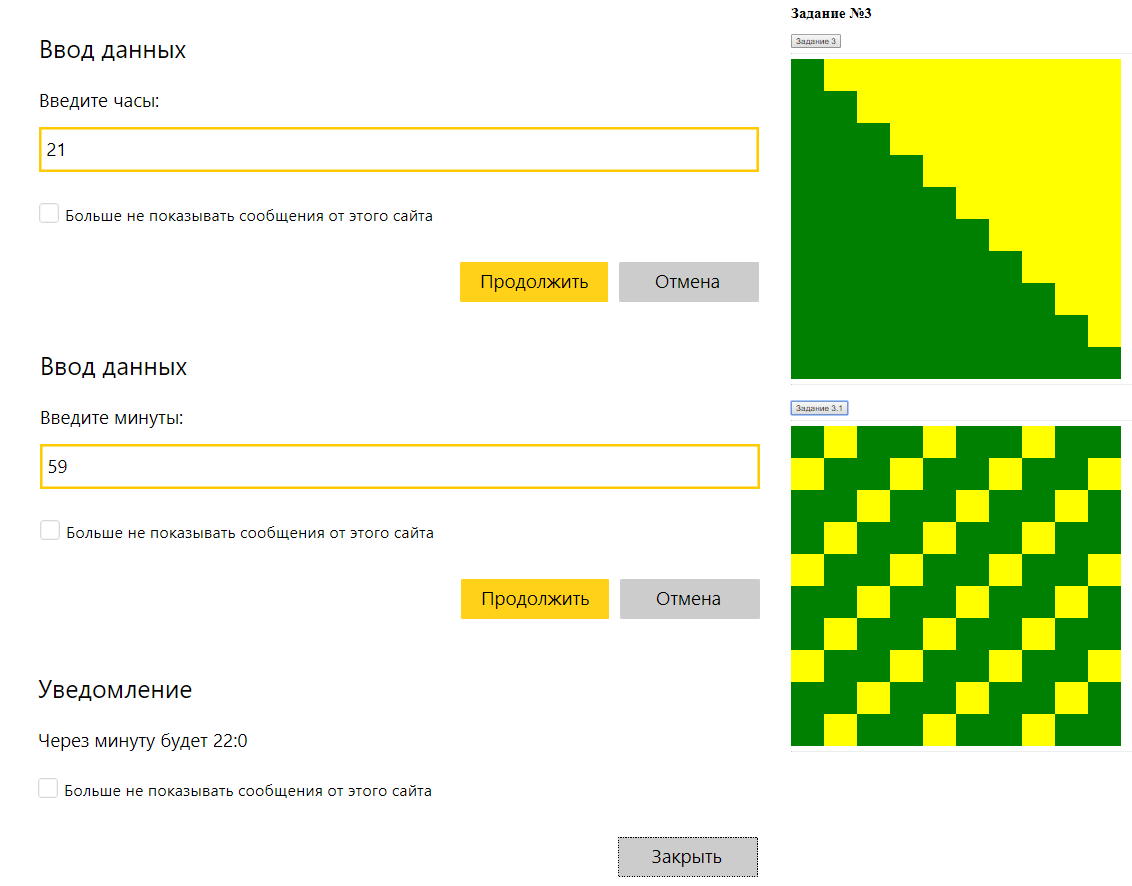 Ввод данных
Введите часы:
21
Больше не показывать сообщения от этого сайта
Продолжить
Отмена
Ввод данных
Введите минуты:
59
Больше не показывать сообщения от этого сайта
Продолжить
Отмена
Уведомление
Через минуту будет 22:0
Больше не показывать сообщения от этого сайта
Закрыть
Задание №3
Задание 3
Задание 3.1